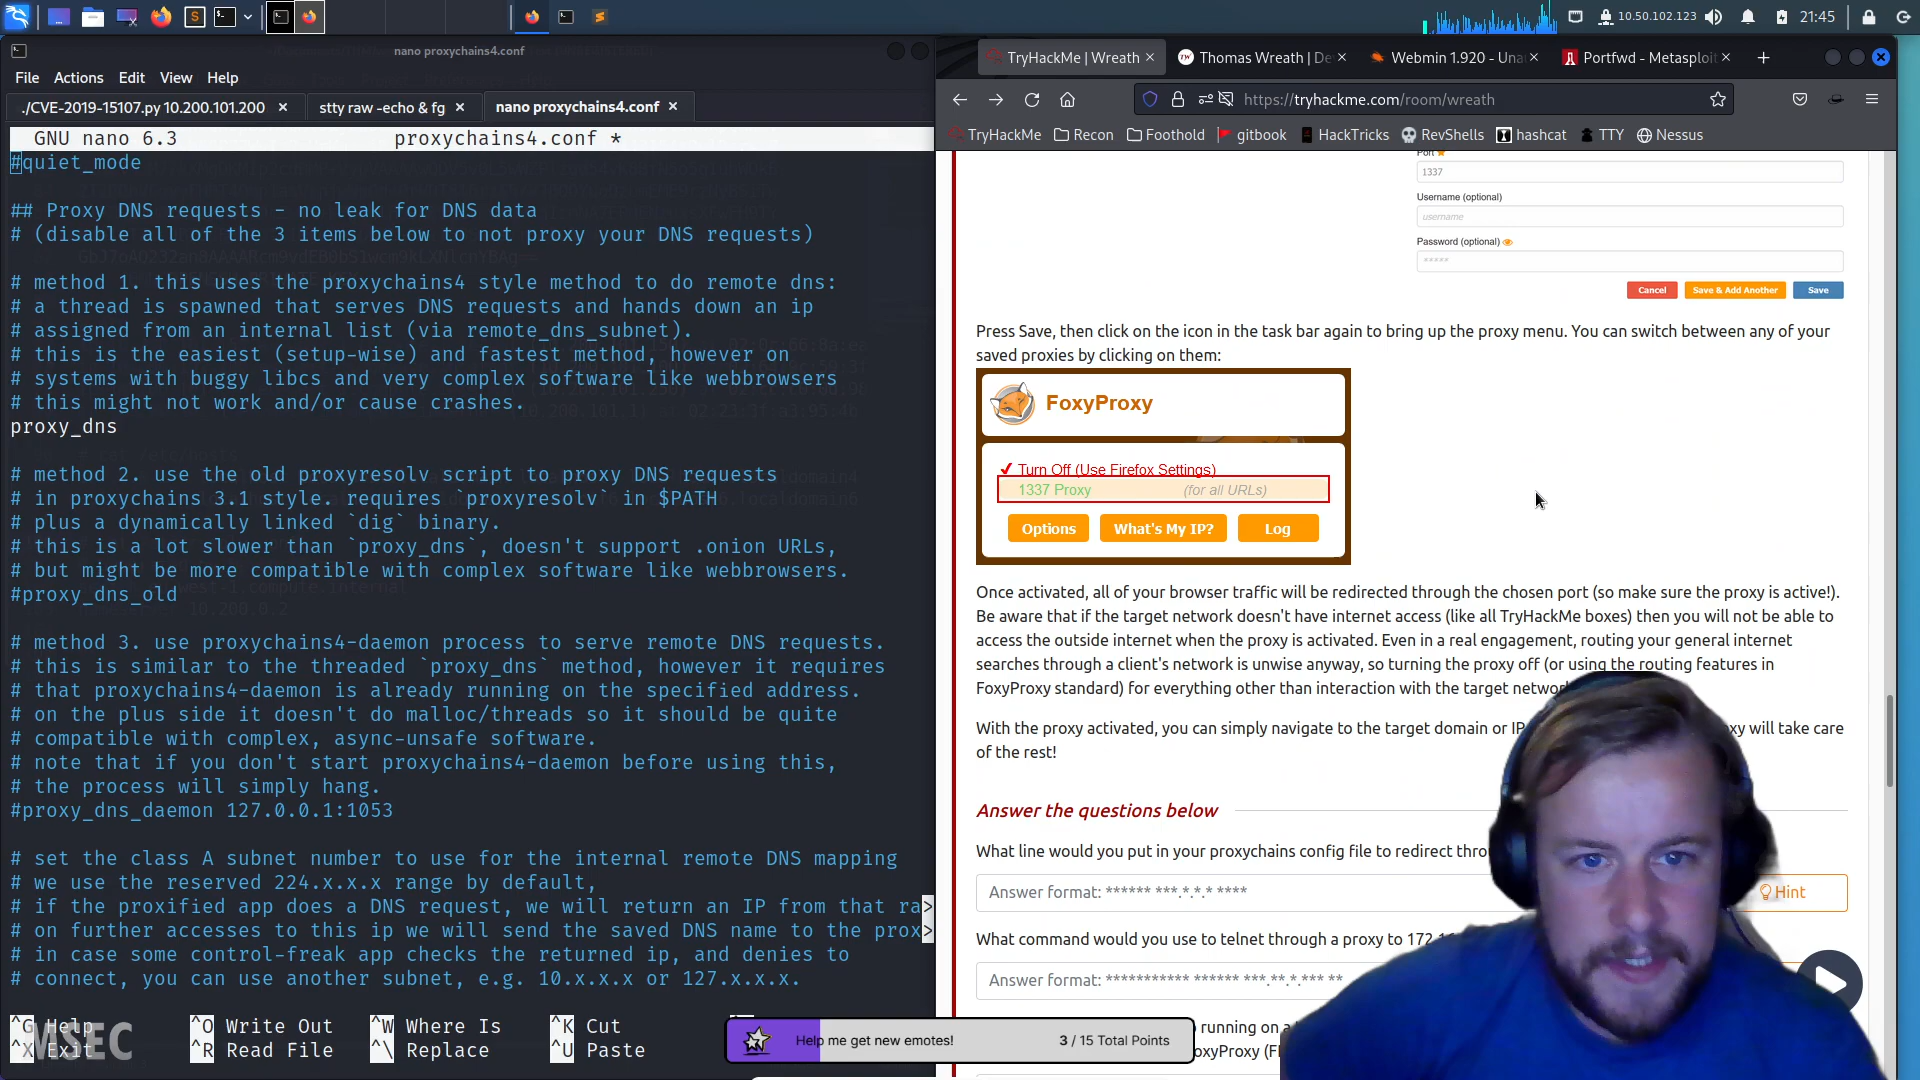 10.50.102.123
21:45
nano proxychains4.conf
File Actions Edit View Help
./CVE-2019-15107.py 10.200.101.200 ×
stty raw -echo & fg ×
nano proxychains4.conf ×
GNU nano 6.3 proxychains4.conf *
#quiet_mode
## Proxy DNS requests - no leak for DNS data
# (disable all of the 3 items below to not proxy your DNS requests)
# method 1. this uses the proxychains4 style method to do remote dns:
# a thread is spawned that serves DNS requests and hands down an ip
# assigned from an internal list (via remote_dns_subnet).
# this is the easiest (setup-wise) and fastest method, however on
# systems with buggy libcs and very complex software like webbrowsers
# this might not work and/or cause crashes.
proxy_dns
# method 2. use the old proxyresolv script to proxy DNS requests
# in proxychains 3.1 style. requires `proxyresolv` in $PATH
# plus a dynamically linked `dig` binary.
# this is a lot slower than `proxy_dns`, doesn't support .onion URLs,
# but might be more compatible with complex software like webbrowsers.
#proxy_dns_old
# method 3. use proxychains4-daemon process to serve remote DNS requests.
# this is similar to the threaded `proxy_dns` method, however it requires
# that proxychains4-daemon is already running on the specified address.
# on the plus side it doesn't do malloc/threads so it should be quite
# compatible with complex, async-unsafe software.
# note that if you don't start proxychains4-daemon before using this,
# the process will simply hang.
#proxy_dns_daemon 127.0.0.1:1053
# set the class A subnet number to use for the internal remote DNS mapping
# we use the reserved 224.x.x.x range by default,
# if the proxified app does a DNS request, we will return an IP from that ra>
# on further accesses to this ip we will send the saved DNS name to the prox>
# in case some control-freak app checks the returned ip, and denies to
# connect, you can use another subnet, e.g. 10.x.x.x or 127.x.x.x.
^G Help ^O Write Out ^W Where Is ^K Cut
^X Exit ^R Read File ^\ Replace ^U Paste
MSEC
Help me get new emotes! 3 / 15 Total Points
TryHackMe | Wreath ×
Thomas Wreath | De ×
Webmin 1.920 - Una ×
Portfwd - Metasploit ×
https://tryhackme.com/room/wreath
TryHackMe Recon Foothold gitbook HackTricks RevShells hashcat TTY Nessus
Port
1337
Username (optional)
username
Password (optional)
*****
Cancel Save & Add Another Save
Press Save, then click on the icon in the task bar again to bring up the proxy menu. You can switch between any of your
saved proxies by clicking on them:
FoxyProxy
✔ Turn Off (Use Firefox Settings)
1337 Proxy (for all URLs)
Options What's My IP? Log
Once activated, all of your browser traffic will be redirected through the chosen port (so make sure the proxy is active!).
Be aware that if the target network doesn't have internet access (like all TryHackMe boxes) then you will not be able to
access the outside internet when the proxy is activated. Even in a real engagement, routing your general internet
searches through a client's network is unwise anyway, so turning the proxy off (or using the routing features in
FoxyProxy standard) for everything other than interaction with the target networ
With the proxy activated, you can simply navigate to the target domain or IP xy will take care
of the rest!
Answer the questions below
What line would you put in your proxychains config file to redirect throu
Answer format: ****** ***.*.*.* ****
Hint
What command would you use to telnet through a proxy to 172.1
Answer format: *********** ****** ***.**.*.*** **
running on a
oxyProxy (F